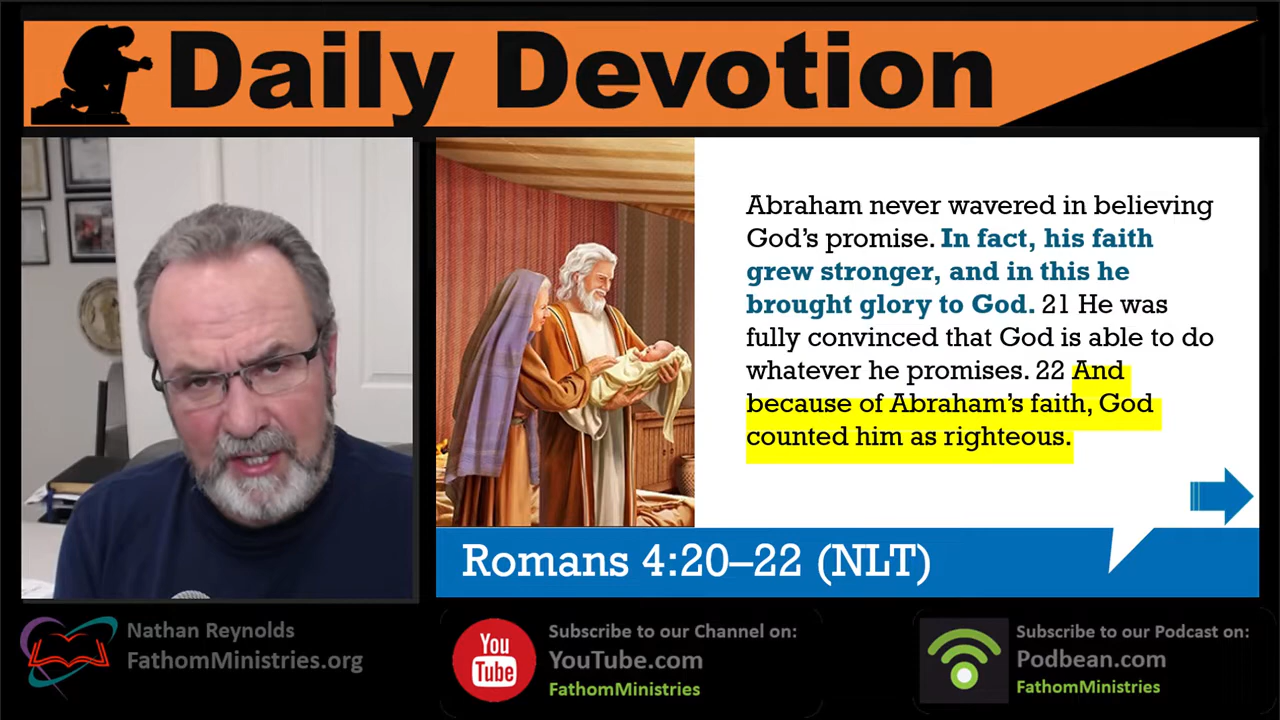 Daily Devotion
Abraham never wavered in believing
God's promise. In fact, his faith
grew stronger, and in this he
brought glory to God. 21 He was
fully convinced that God is able to do
whatever he promises. 22 And
because of Abraham's faith, God
counted him as righteous.
Romans 4:20–22 (NLT)
Nathan Reynolds
FathomMinistries.org
You
Tube
Subscribe to our Channel on:
YouTube.com
FathomMinistries
Subscribe to our Podcast on:
Podbean.com
FathomMinistries